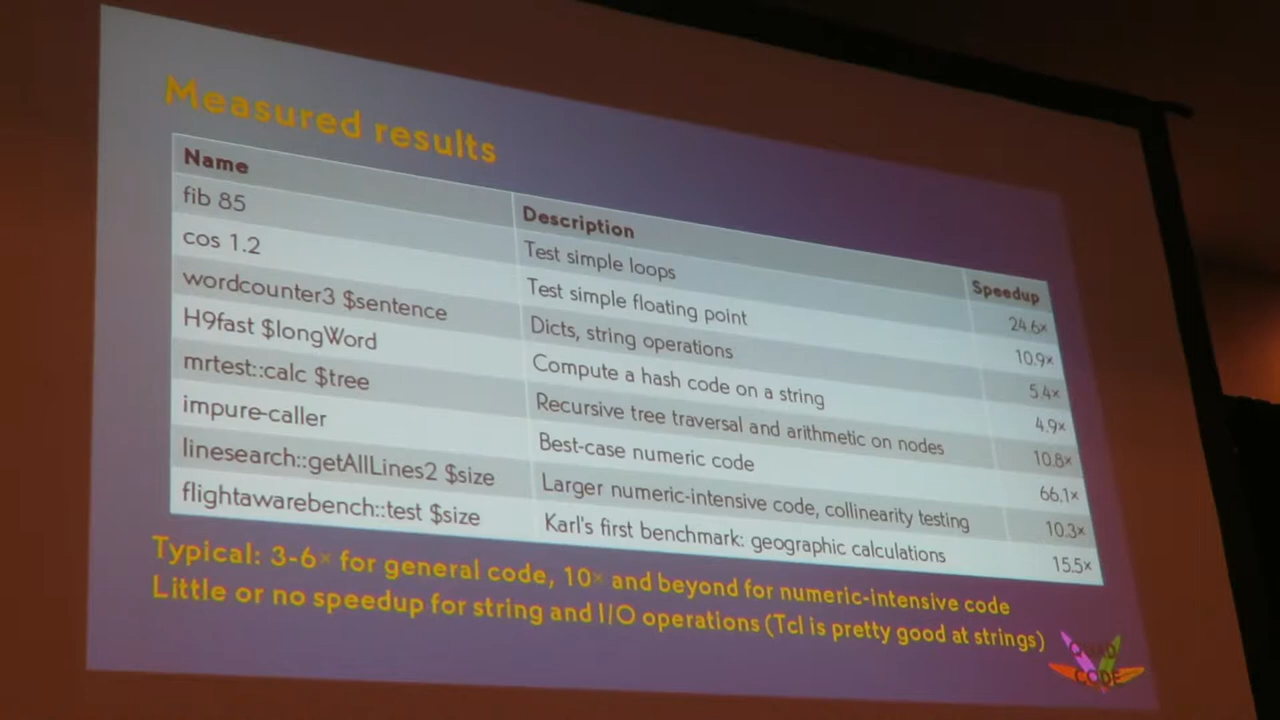 Measured results
Name Description Speedup
fib 85 Test simple loops 24.6×
cos 1.2 Test simple floating point 10.9×
wordcounter3 $sentence Dicts, string operations 5.4×
H9fast $longWord Compute a hash code on a string 4.9×
mrtest::calc $tree Recursive tree traversal and arithmetic on nodes 10.8×
impure-caller Best-case numeric code 66.1×
linesearch::getAllLines2 $size Larger numeric-intensive code, collinearity testing 10.3×
flightawarebench::test $size Karl's first benchmark: geographic calculations 15.5×
Typical: 3-6× for general code, 10× and beyond for numeric-intensive code
Little or no speedup for string and I/O operations (Tcl is pretty good at strings)
CODE